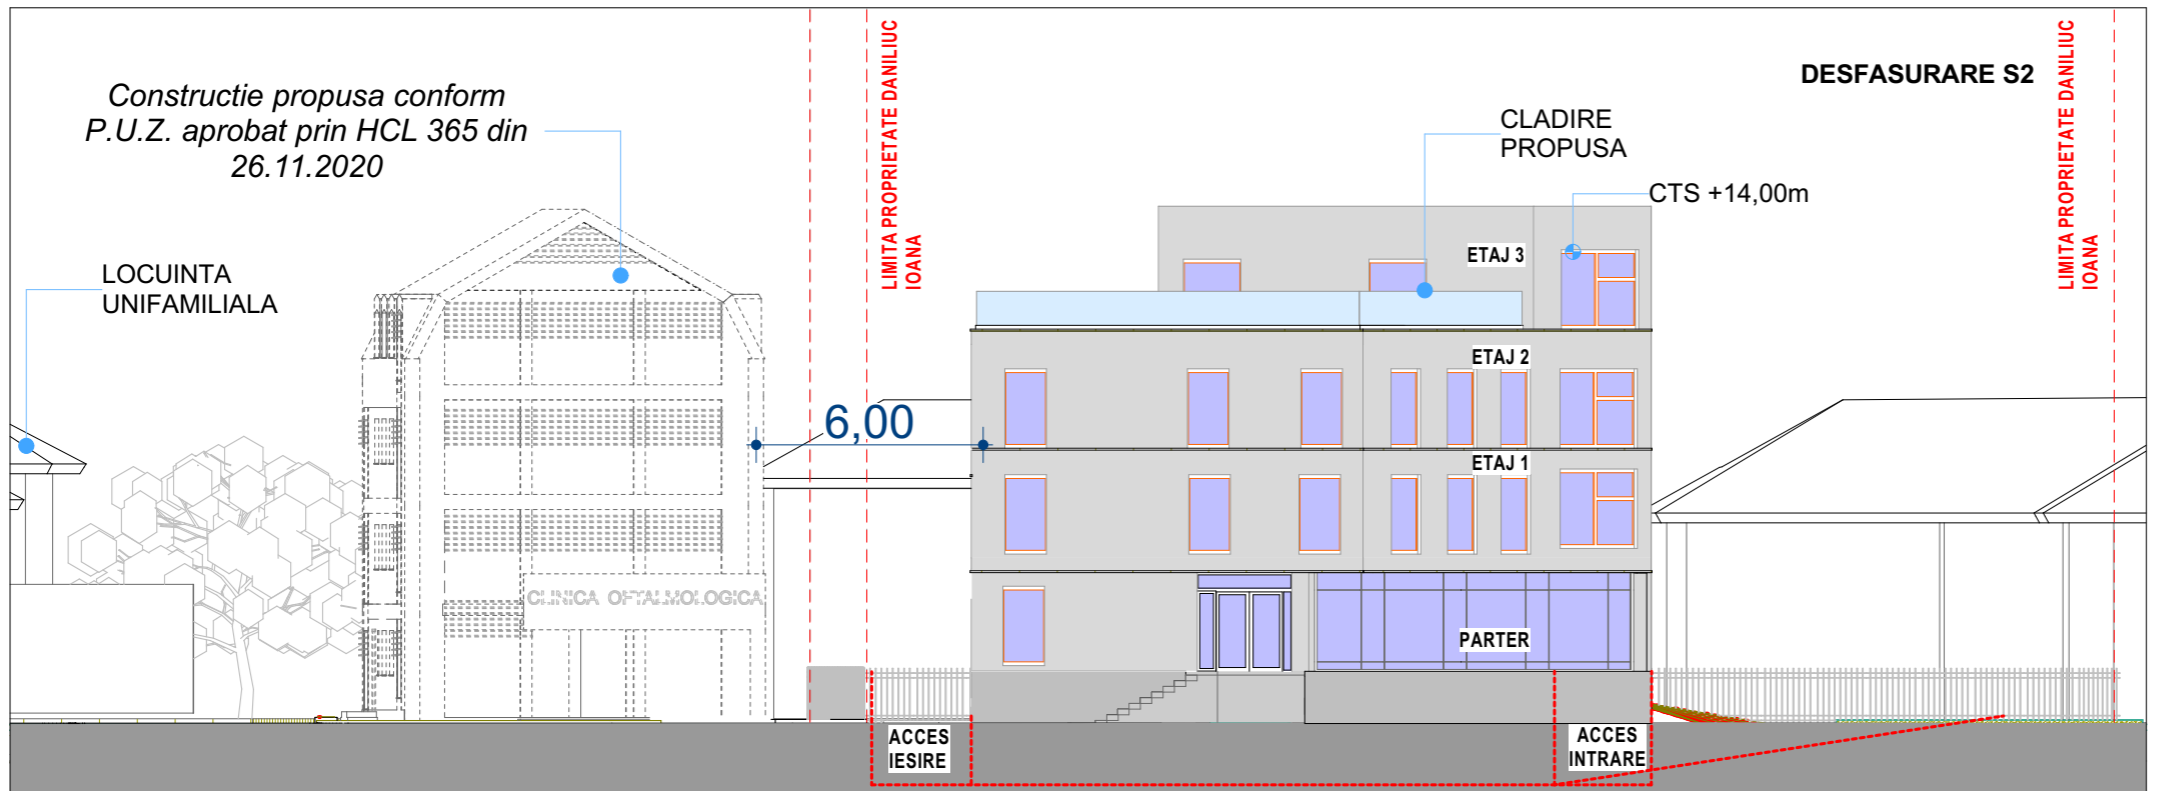 DESFASURARE S2
Constructie propusa conform
P.U.Z. aprobat prin HCL 365 din
26.11.2020
LOCUINTA
UNIFAMILIALA
LIMITA PROPRIETATE DANILIUC
IOANA
CLADIRE
PROPUSA
CTS +14,00m
LIMITA PROPRIETATE DANILIUC
IOANA
ETAJ 3
ETAJ 2
6,00
ETAJ 1
CLINICA OFTALMOLOGICA
PARTER
ACCES
IESIRE
ACCES
INTRARE